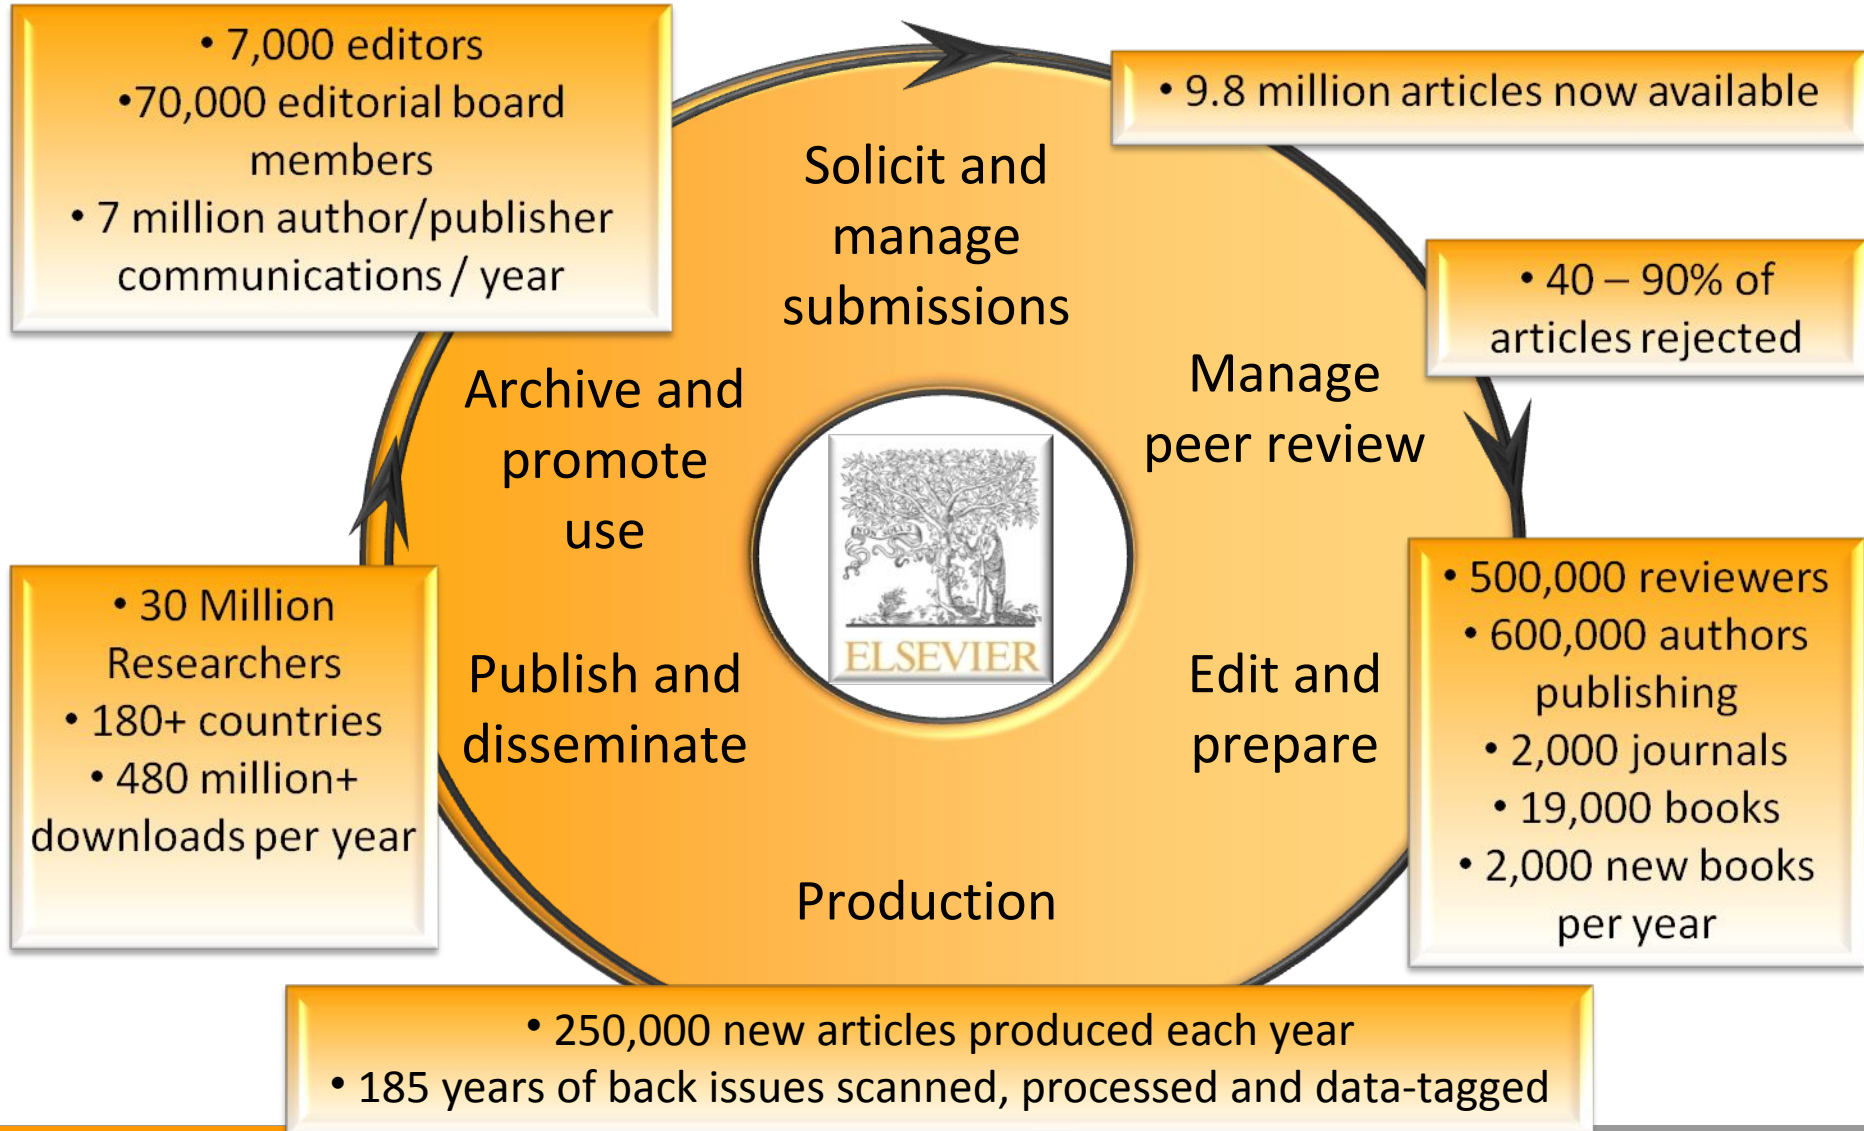 • 7,000 editors
•70,000 editorial board
members
• 7 million author/publisher
communications / year
• 9.8 million articles now available
• 40 – 90% of
articles rejected
Solicit and
manage
submissions
Manage
peer review
Archive and
promote
use
ELSEVIER
• 30 Million
Researchers
• 180+ countries
• 480 million+
downloads per year
Publish and
disseminate
Edit and
prepare
• 500,000 reviewers
• 600,000 authors
publishing
• 2,000 journals
• 19,000 books
• 2,000 new books
per year
Production
• 250,000 new articles produced each year
• 185 years of back issues scanned, processed and data-tagged